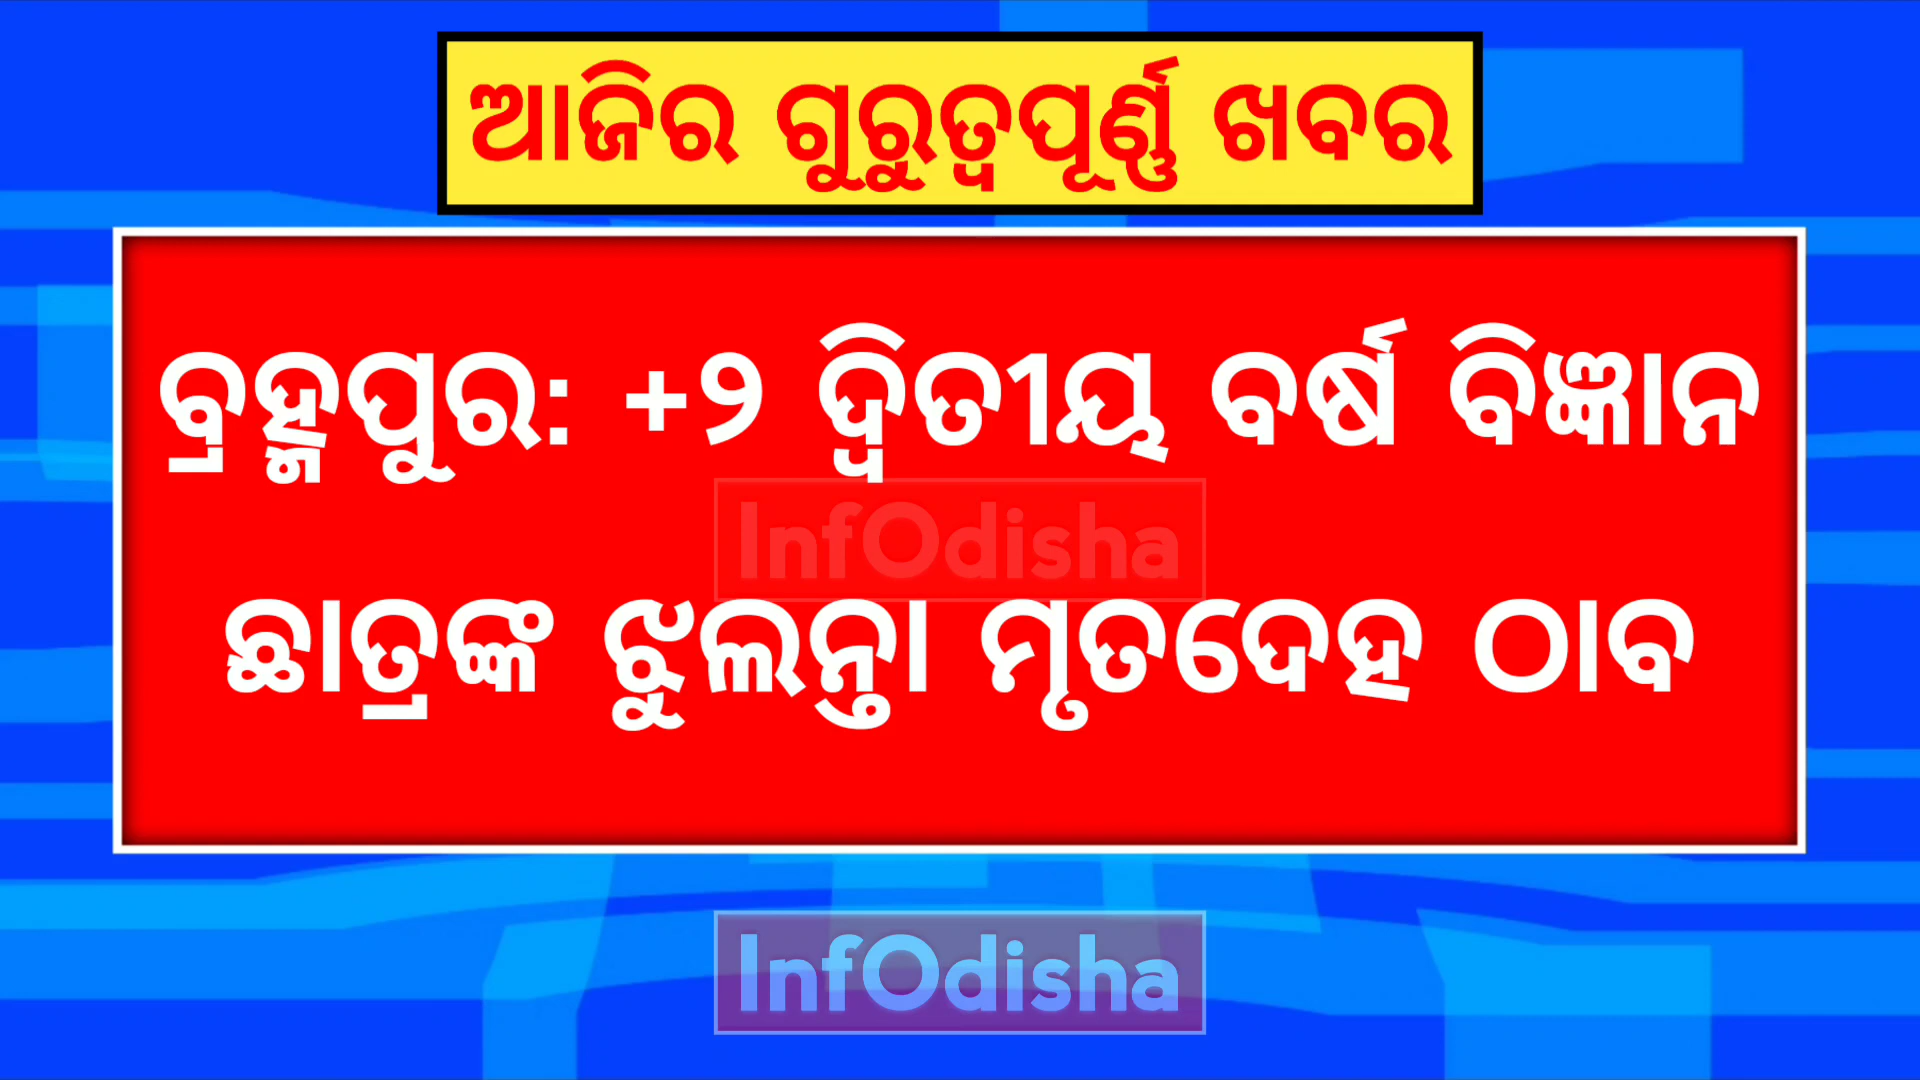 ଆଜିର ଗୁରୁତ୍ୱପୂର୍ଣ୍ଣ ଖବର
ବ୍ରହ୍ମପୁର: +୨ ଦ୍ୱିତୀୟ ବର୍ଷ ବିଜ୍ଞାନ
InfOdisha
ଛାତ୍ରଙ୍କ ଝୁଲନ୍ତା ମୃତଦେହ ଠାବ
InfOdisha